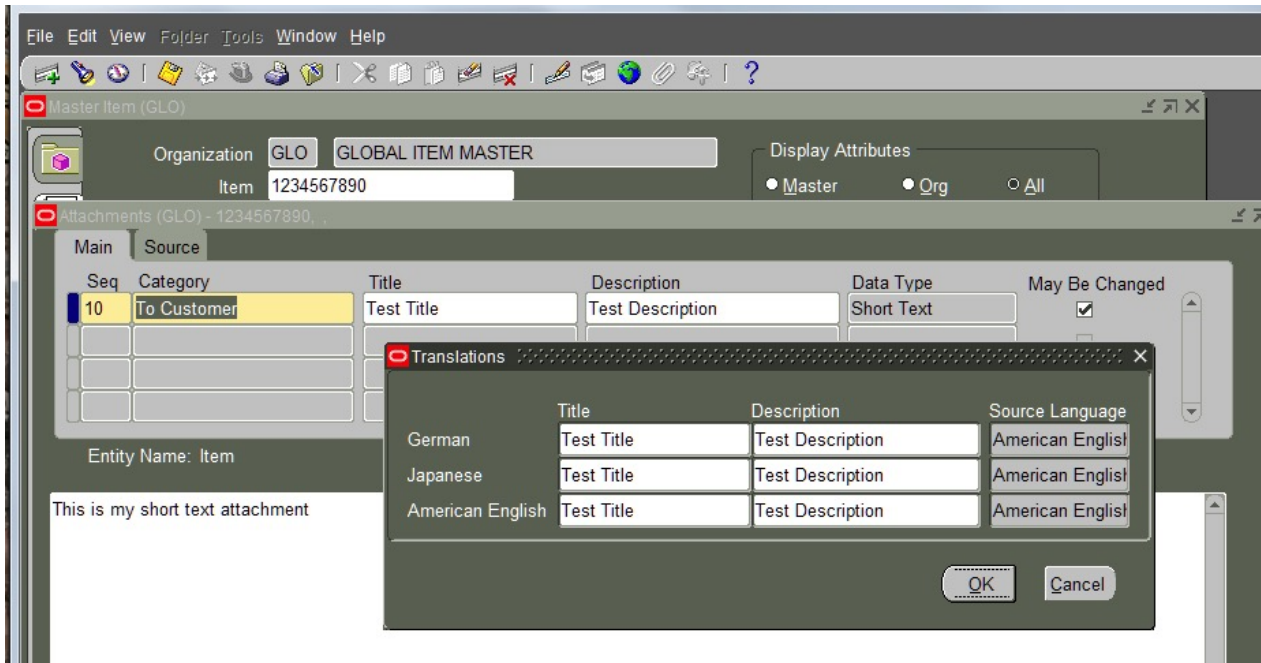 File Edit View Folder Tools Window Help
?
Master Item (GLO)
Organization GLO GLOBAL ITEM MASTER
Display Attributes
Item 1234567890
Master Org All
Attachments (GLO) - 1234567890, ,
Main Source
Seq Category Title Description Data Type May Be Changed
10 To Customer Test Title Test Description Short Text
Translations
Title Description Source Language
German Test Title Test Description American English
Japanese Test Title Test Description American English
American English Test Title Test Description American English
Entity Name: Item
This is my short text attachment
OK Cancel